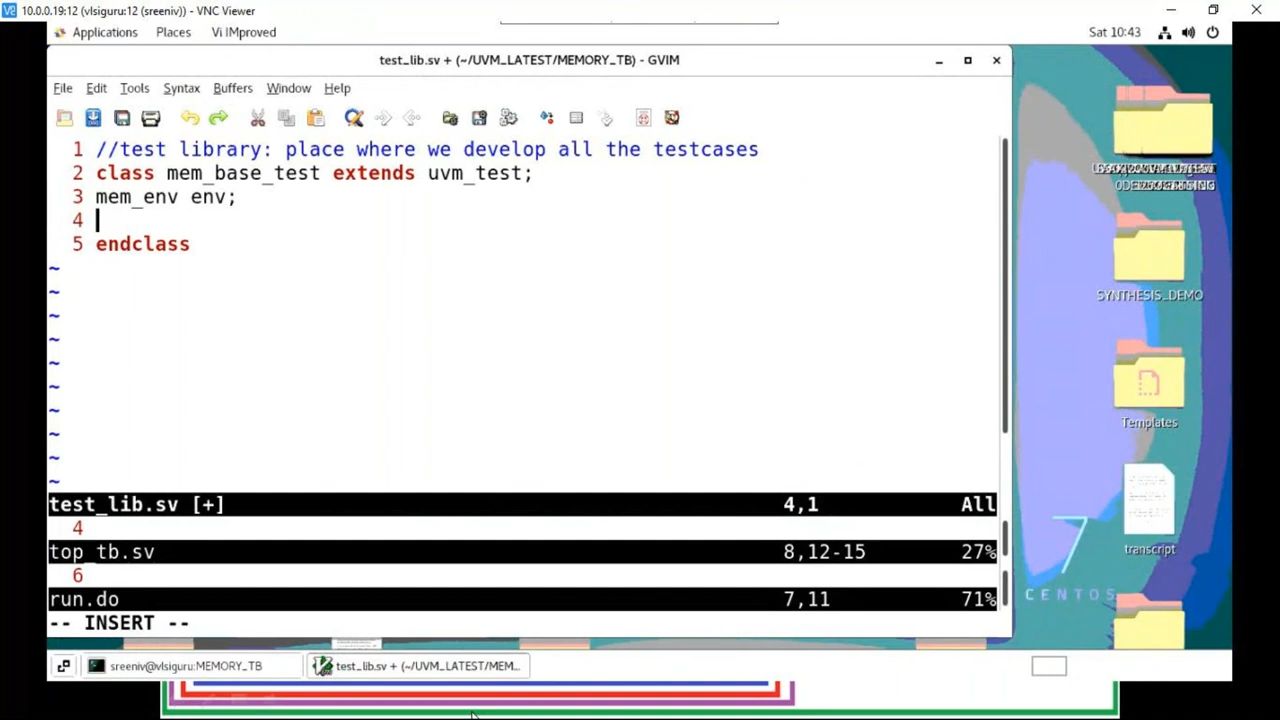 10.0.0.19:12 (vlsiguru:12 (sreeniv)) - VNC Viewer
Applications Places Vi IMproved Sat 10:43
test_lib.sv + (~/UVM_LATEST/MEMORY_TB) - GVIM
File Edit Tools Syntax Buffers Window Help
1 //test library: place where we develop all the testcases
2 class mem_base_test extends uvm_test;
3 mem_env env;
4
5 endclass
~
~
~
~
~
~
~
~
~
~
test_lib.sv [+] 4,1 All
4
top_tb.sv 8,12-15 27%
6
run.do 7,11 71%
-- INSERT --
SYNTHESIS_DEMO
Templates
transcript
7
CENTOS
sreeniv@vlsiguru:MEMORY_TB
test_lib.sv + (~/UVM_LATEST/MEM...